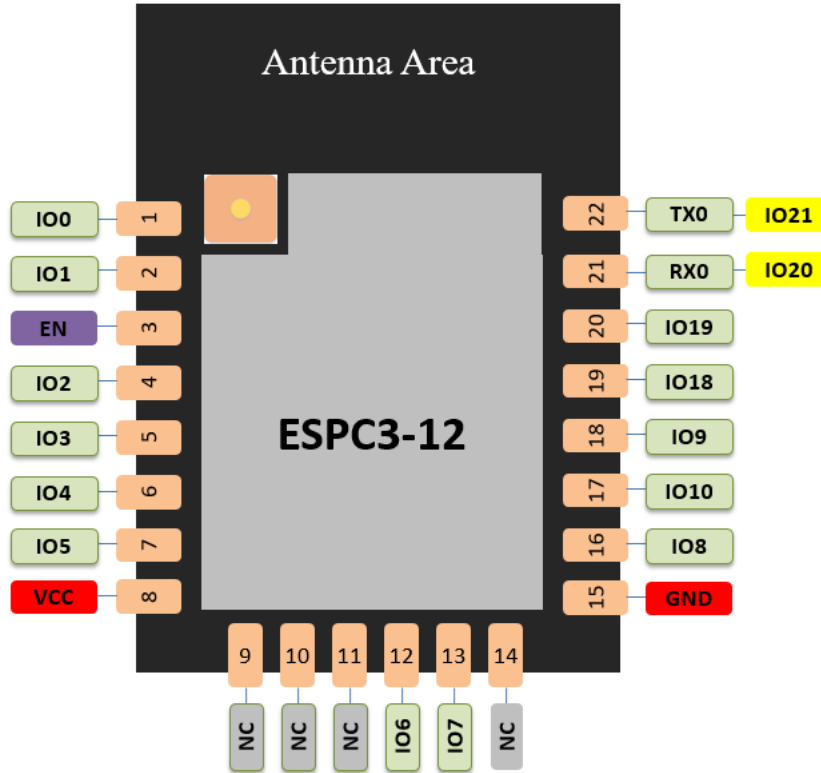 Antenna Area
IO0 1 22 TX0 IO21
IO1 2 21 RX0 IO20
EN 3 20 IO19
IO2 4 19 IO18
IO3 5 18 IO9
ESPC3-12
IO4 6 17 IO10
IO5 7 16 IO8
VCC 8 15 GND
9 10 11 12 13 14
NC NC NC IO6 IO7 NC